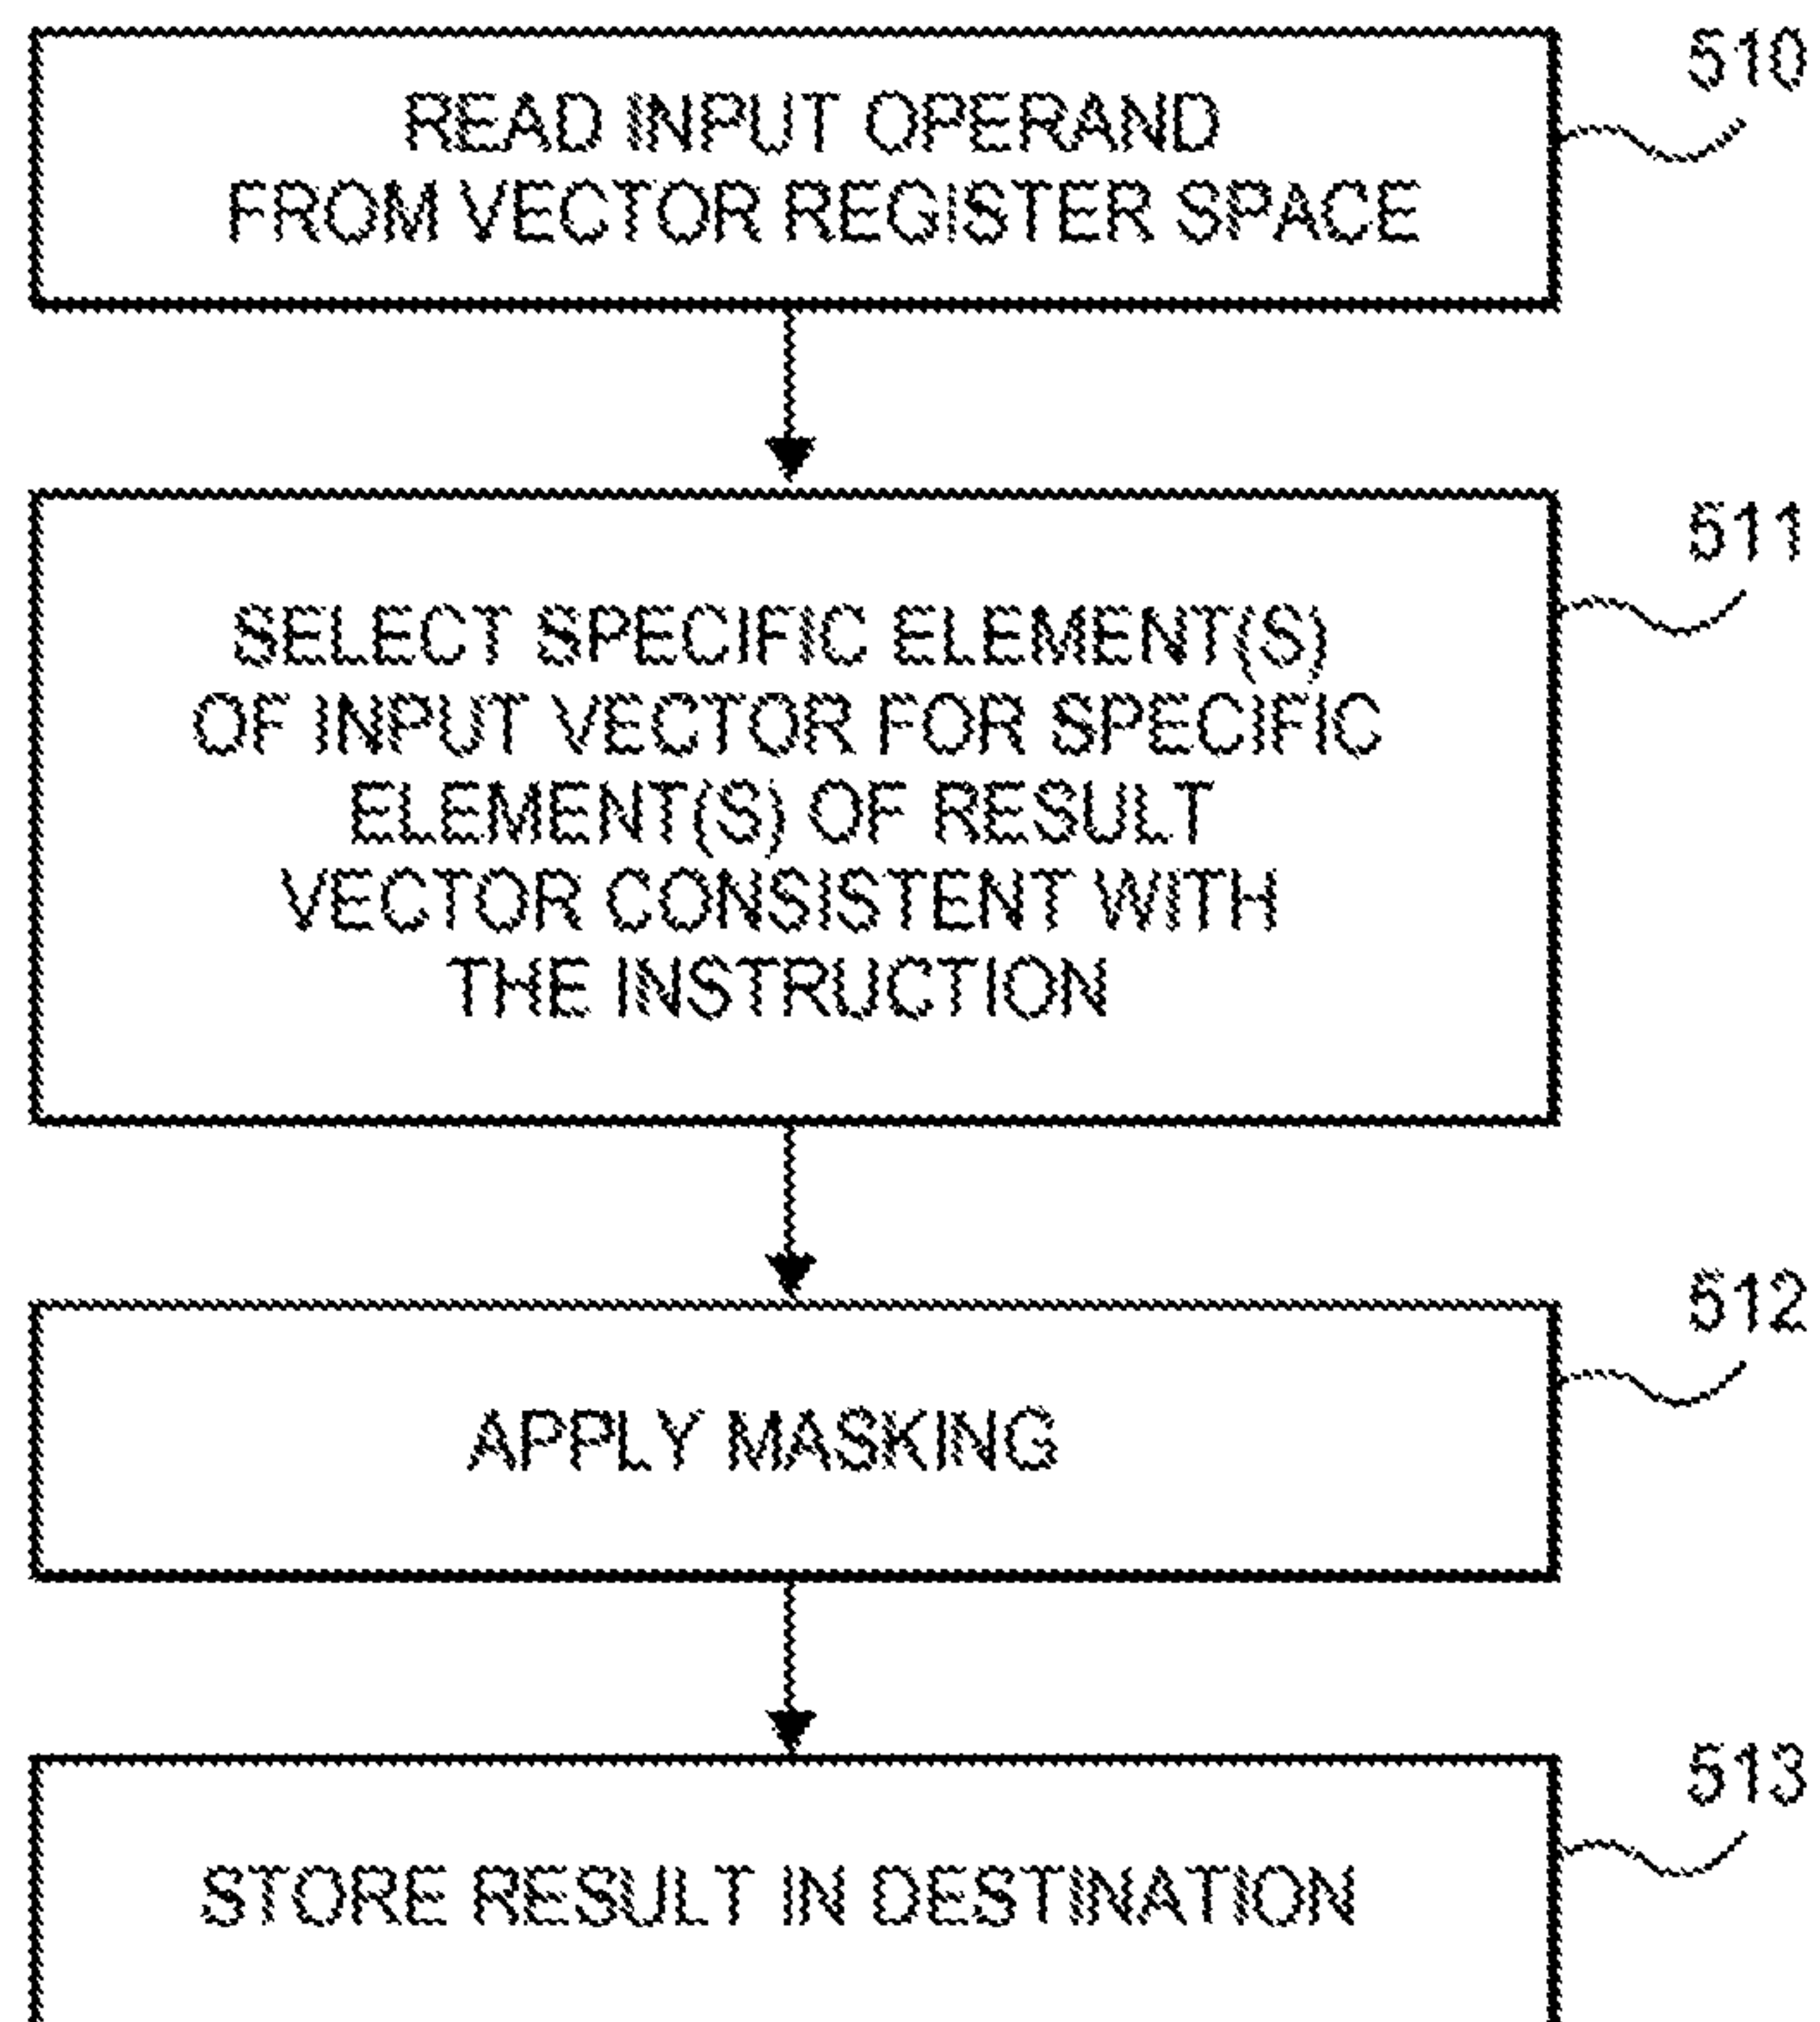 510
READ INPUT OPERAND
FROM VECTOR REGISTER SPACE
511
SELECT SPECIFIC ELEMENT(S)
OF INPUT VECTOR FOR SPECIFIC
ELEMENT(S) OF RESULT
VECTOR CONSISTENT WITH
THE INSTRUCTION
512
APPLY MASKING
513
STORE RESULT IN DESTINATION